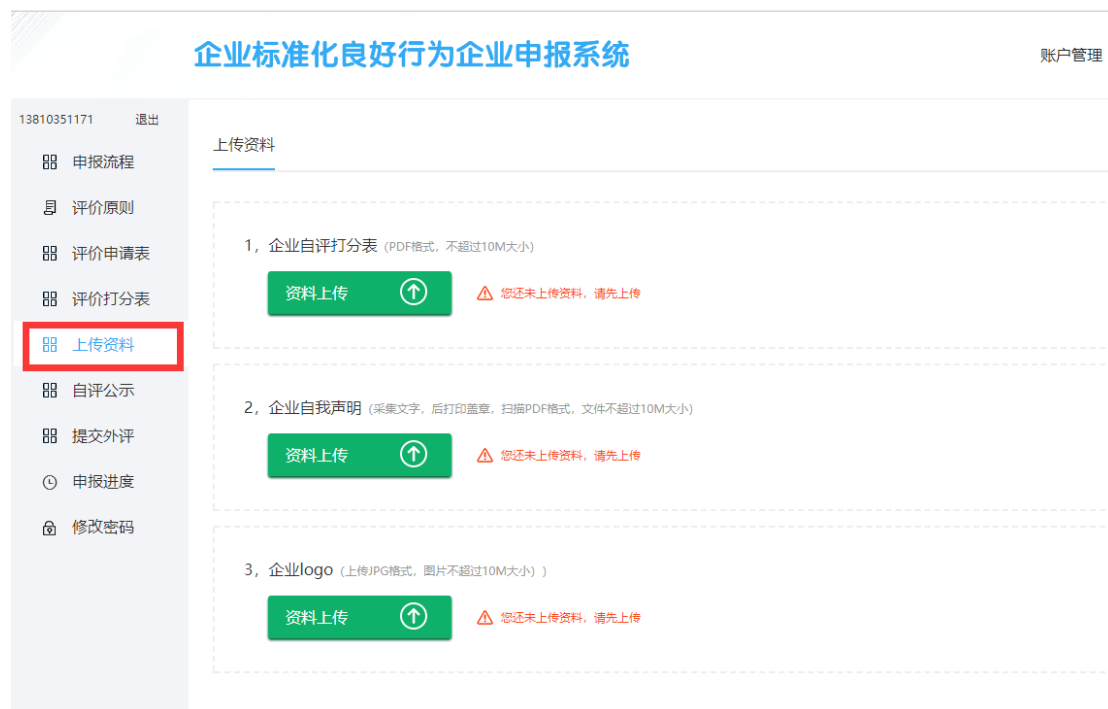 企业标准化良好行为企业申报系统
账户管理
13810351171 退出
申报流程
评价原则
评价申请表
评价打分表
上传资料
自评公示
提交外评
申报进度
修改密码
上传资料
1，企业自评打分表（PDF格式，不超过10M大小）
资料上传
您还未上传资料，请先上传
2，企业自我声明（采集文字，后打印盖章，扫描PDF格式，文件不超过10M大小）
资料上传
您还未上传资料，请先上传
3，企业logo（上传JPG格式，图片不超过10M大小））
资料上传
您还未上传资料，请先上传